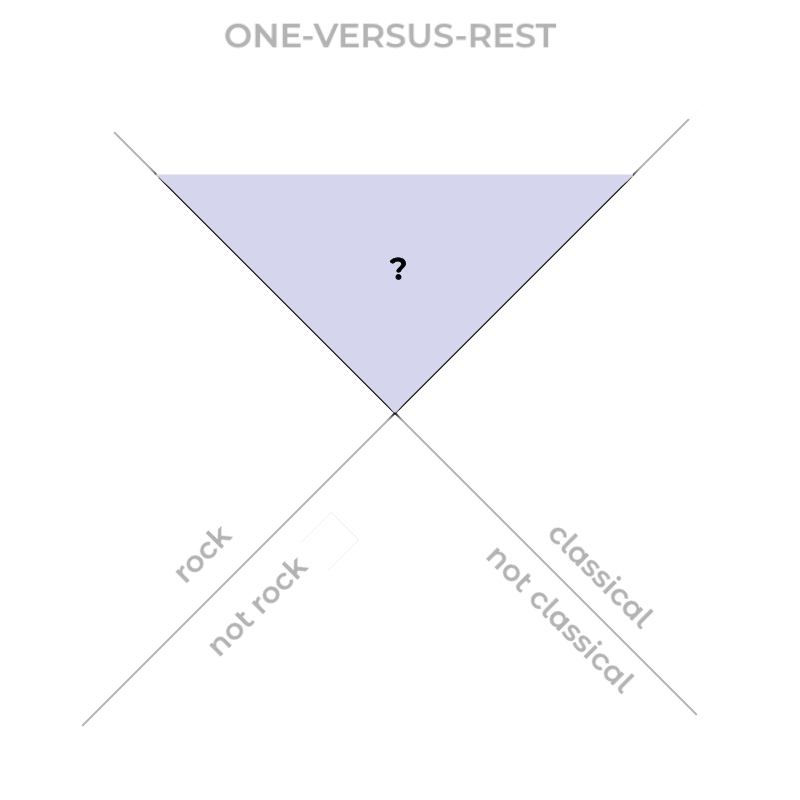 ONE-VERSUS-REST
?
rock
not rock
classical
not classical